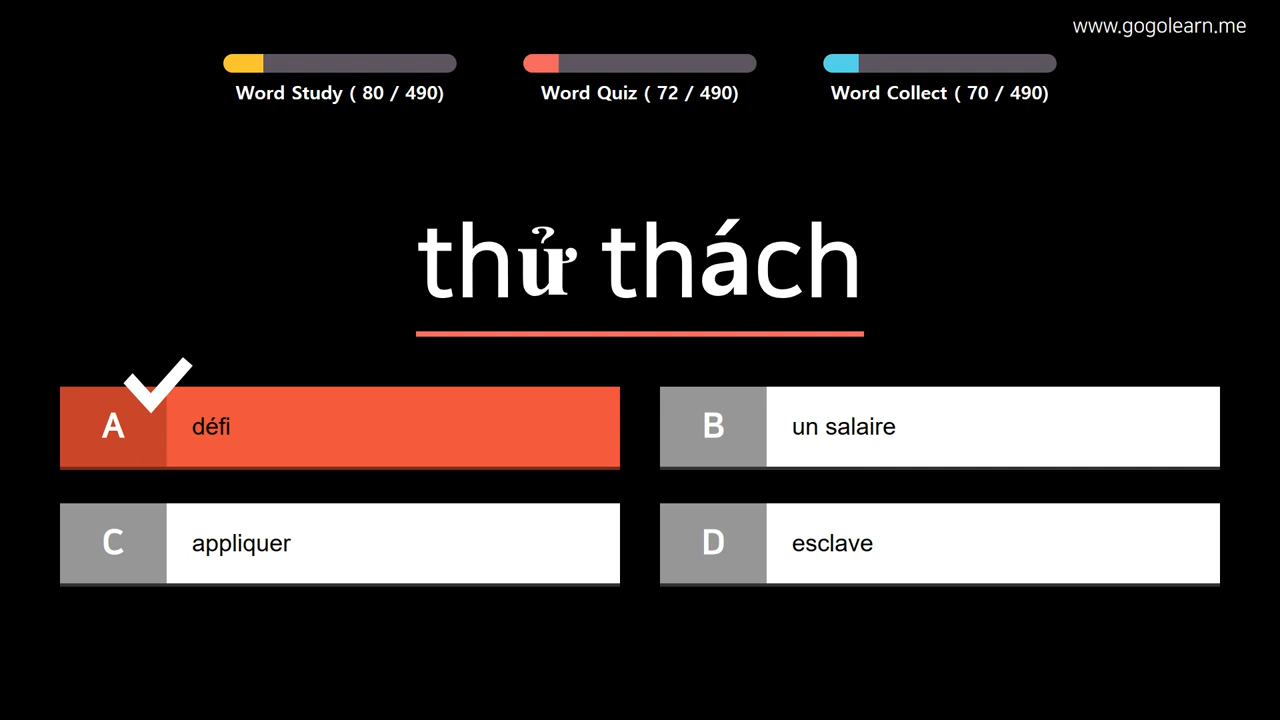 www.gogolearn.me
Word Study ( 80 / 490)
Word Quiz ( 72 / 490)
Word Collect ( 70 / 490)
thử thách
A défi
B un salaire
C appliquer
D esclave